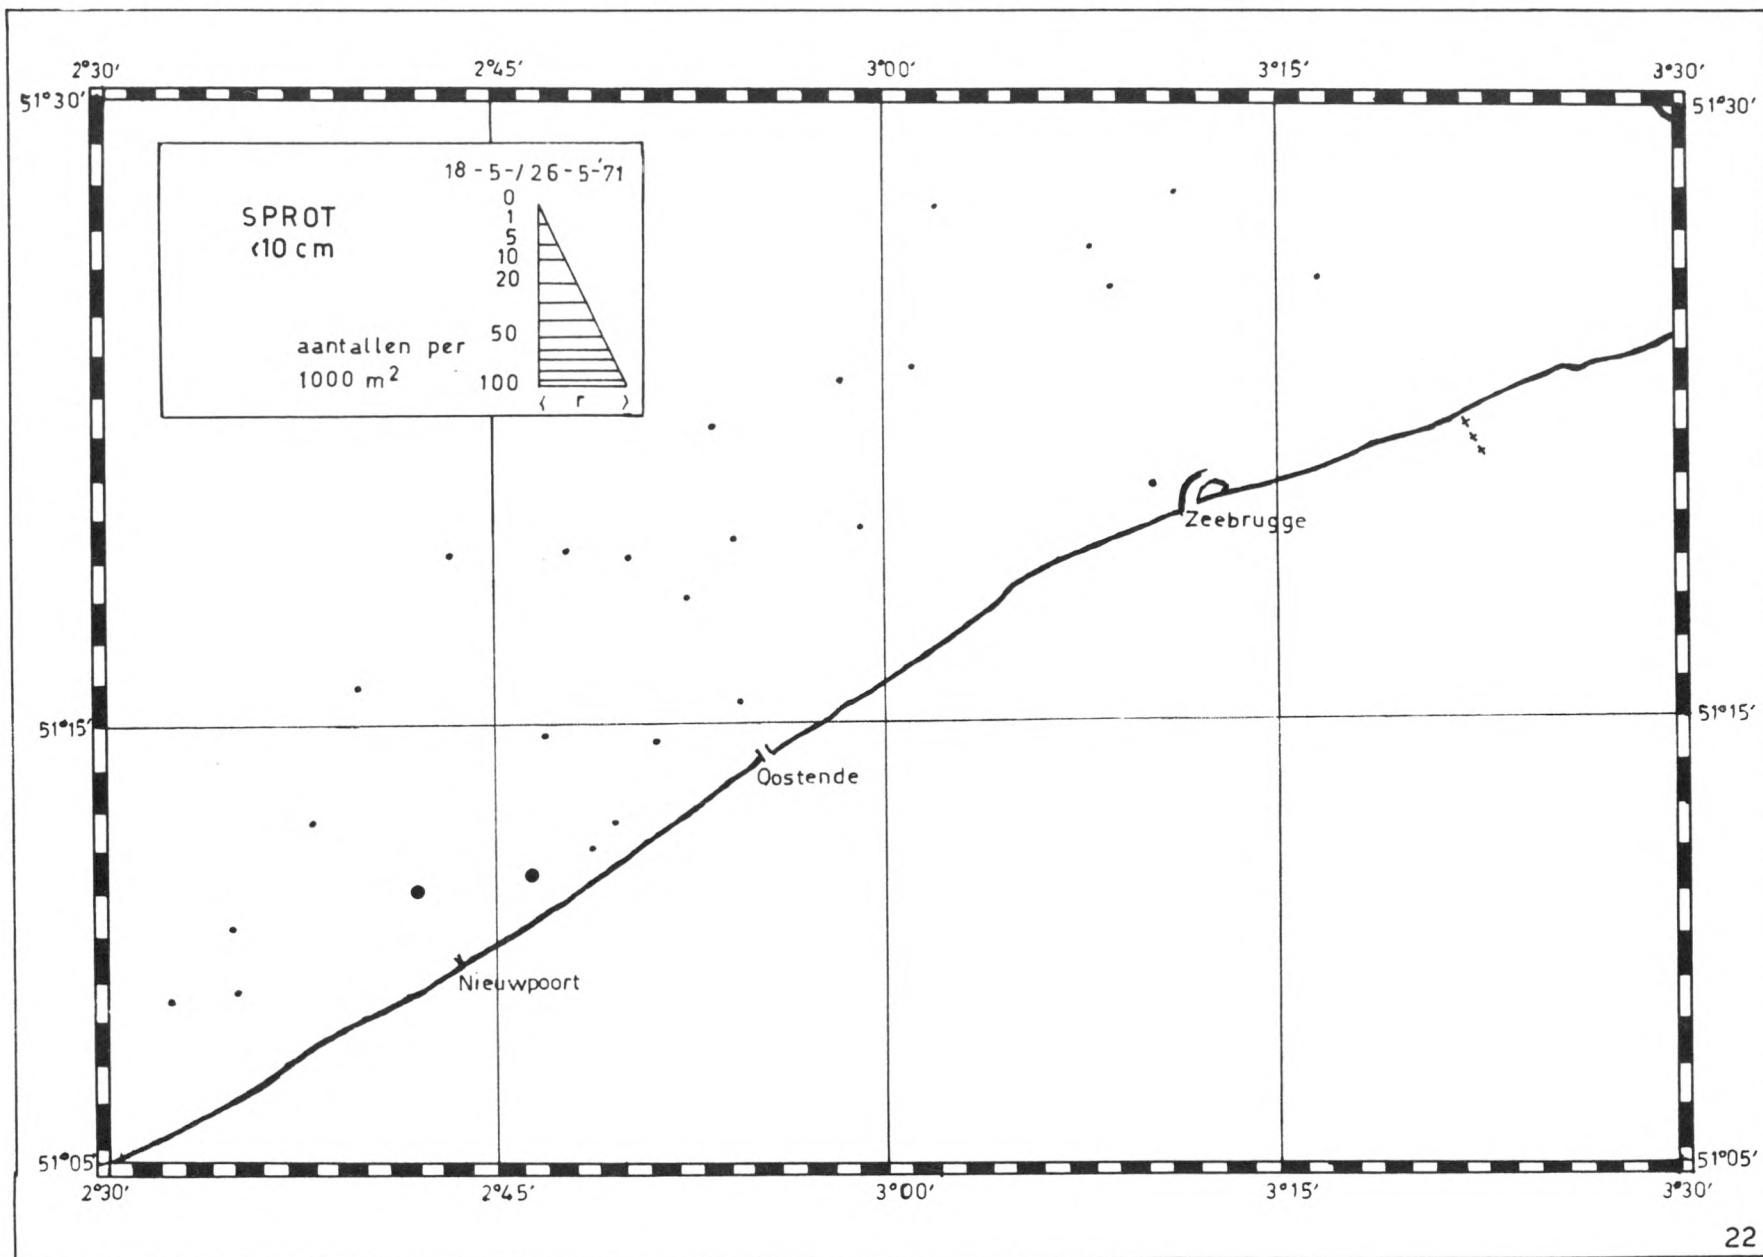 2°30′ 2°45′ 3°00′ 3°15′ 3°30′
51°30′ 51°30′
18-5-/26-5-'71
SPROT
<10 cm
0
1
5
10
20
50
100
aantallen per
1000 m²
< r >
Zeebrugge
51°15′ 51°15′
Oostende
Nieuwpoort
51°05′ 51°05′
2°30′ 2°45′ 3°00′ 3°15′ 3°30′
22